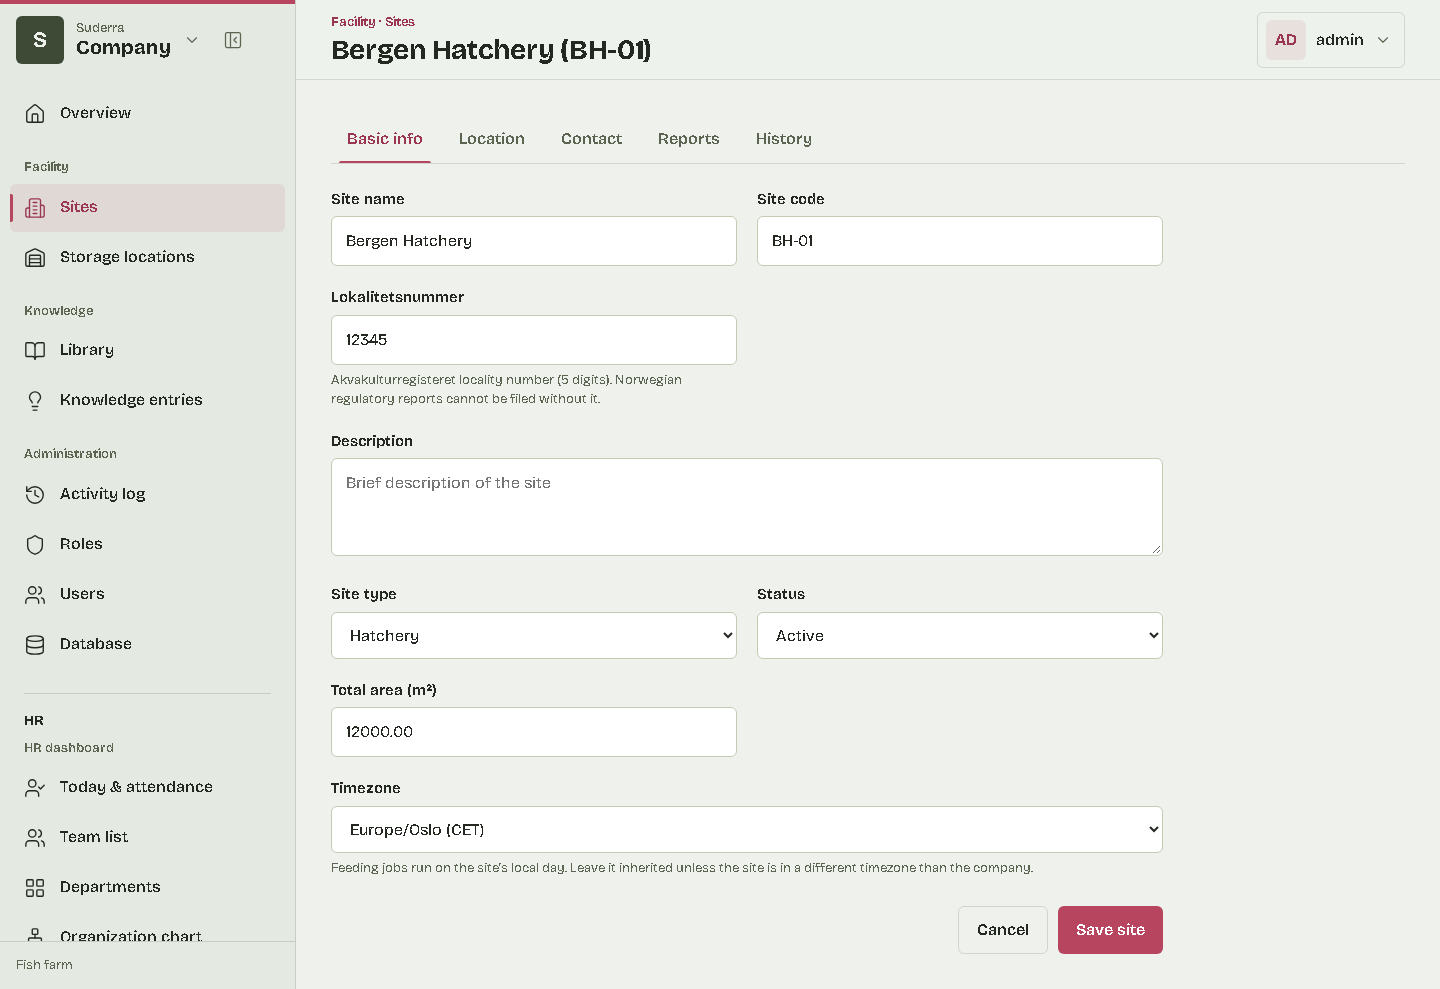 S
Suderra
Company
Overview
Facility
Sites
Storage locations
Knowledge
Library
Knowledge entries
Administration
Activity log
Roles
Users
Database
HR
HR dashboard
Today & attendance
Team list
Departments
Organization chart
Fish farm
Facility · Sites
Bergen Hatchery (BH-01)
AD
admin
Basic info
Location
Contact
Reports
History
Site name
Site code
Bergen Hatchery
BH-01
Lokalitetsnummer
12345
Akvakulturregisteret locality number (5 digits). Norwegian
regulatory reports cannot be filed without it.
Description
Brief description of the site
Site type
Status
Hatchery
Active
Total area (m²)
12000.00
Timezone
Europe/Oslo (CET)
Feeding jobs run on the site's local day. Leave it inherited unless the site is in a different timezone than the company.
Cancel
Save site